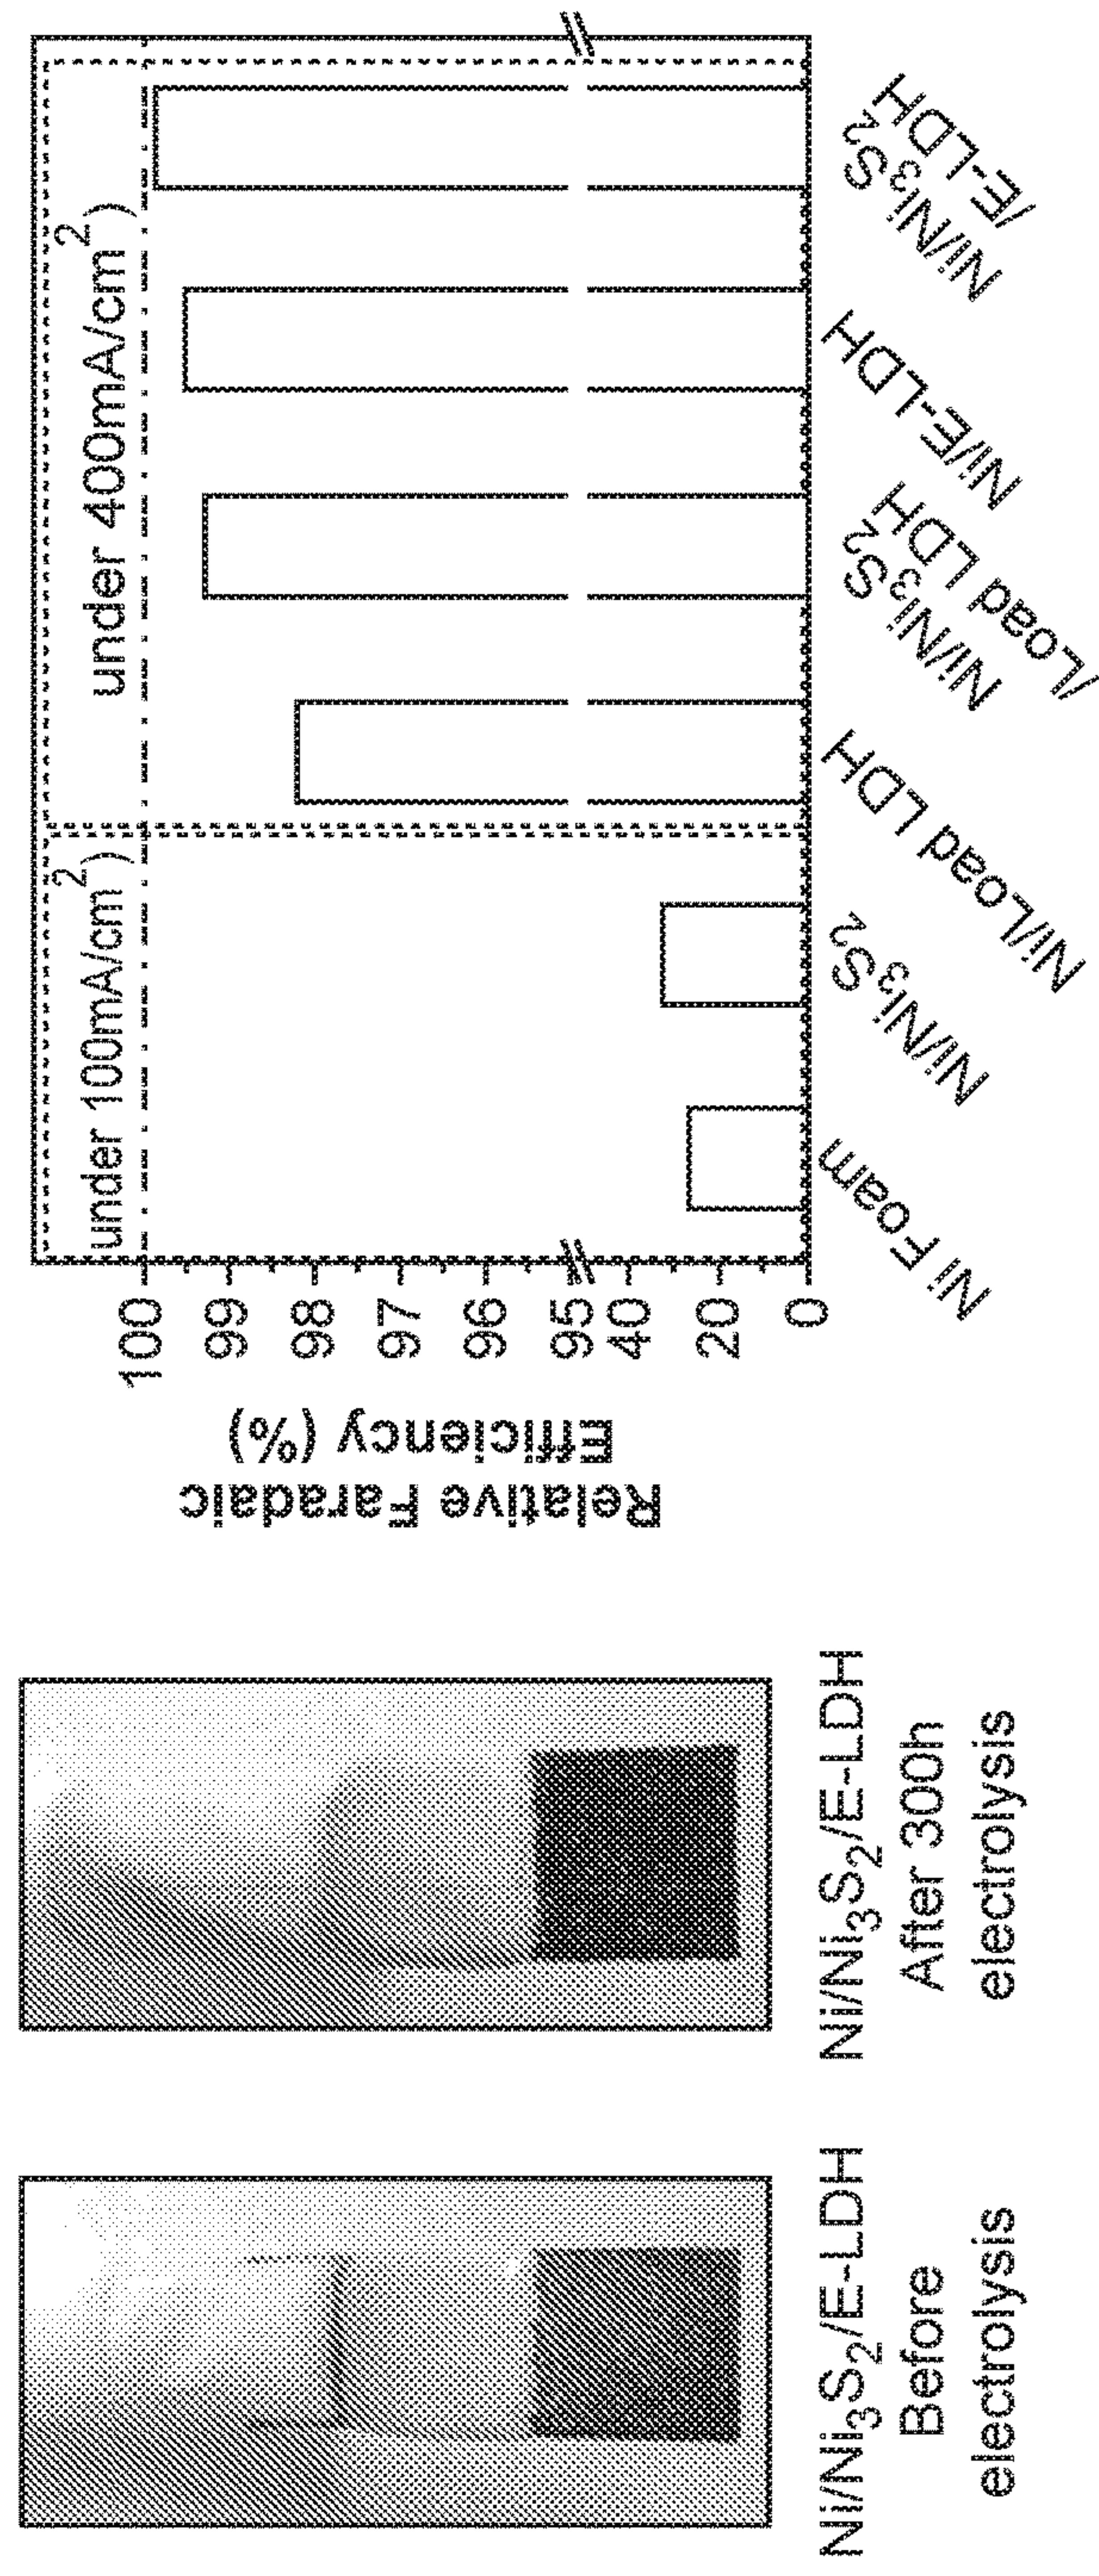 Ni/Ni3S2/E-LDH
Before
electrolysis
Ni/Ni3S2/E-LDH
After 300h
electrolysis
Relative Faradaic
Efficiency (%)
100
99
98
97
96
95
40
20
0
under 100mA/cm2)
under 400mA/cm2)
Ni Foam
Ni/Ni3S2
Ni/Load LDH
Ni/Ni3S2
/Load LDH
Ni/E-LDH
Ni/Ni3S2
/E-LDH